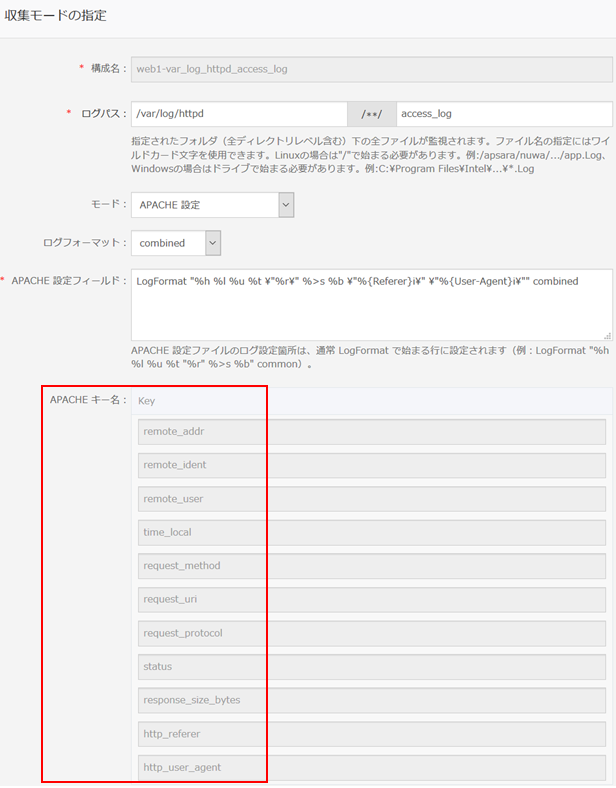 収集モードの指定
* 構成名 : web1-var_log_httpd_access_log
* ログパス : /var/log/httpd /**/ access_log
指定されたフォルダ（全ディレクトリレベル含む）下の全ファイルが監視されます。ファイル名の指定にはワイ
ルドカード文字を使用できます。Linuxの場合は"/"で始まる必要があります。例:/apsara/nuwa/.../app.Log、
Windowsの場合はドライブで始まる必要があります。例:C:¥Program Files¥Intel¥...¥*.Log
モード : APACHE 設定
ログフォーマット : combined
* APACHE 設定フィールド : LogFormat "%h %l %u %t ¥"%r¥" %>s %b ¥"%{Referer}i¥" ¥"%{User-Agent}i¥"" combined
APACHE 設定ファイルのログ設定箇所は、通常 LogFormat で始まる行に設定されます（例 : LogFormat "%h
%l %u %t "%r" %>s %b" common）。
APACHE キー名 : Key
remote_addr
remote_ident
remote_user
time_local
request_method
request_uri
request_protocol
status
response_size_bytes
http_referer
http_user_agent